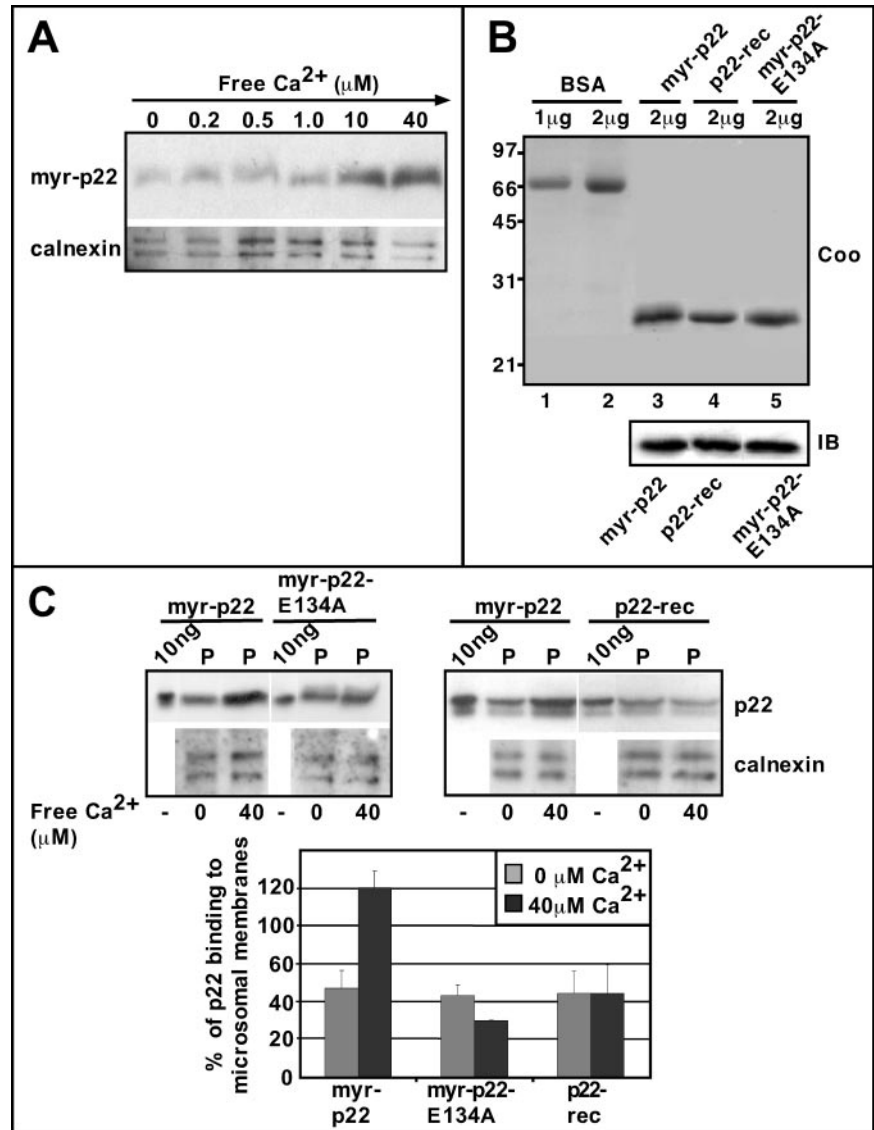 A
Free Ca2+ (μM)
0 0.2 0.5 1.0 10 40
myr-p22
calnexin
B
BSA myr-p22 p22-rec myr-p22-E134A
1μg 2μg 2μg 2μg 2μg
97
66
45
31
21
Coo
1 2 3 4 5
IB
myr-p22 p22-rec myr-p22-E134A
C
myr-p22 myr-p22-E134A
10ng P P 10ng P P
Free Ca2+ (μM)
- 0 40 - 0 40
myr-p22 p22-rec
10ng P P 10ng P P
p22
calnexin
- 0 40 - 0 40
% of p22 binding to
microsomal membranes
120
120
80
60
40
20
0
0 μM Ca2+
40μM Ca2+
myr-p22
myr-p22-E134A
p22-rec